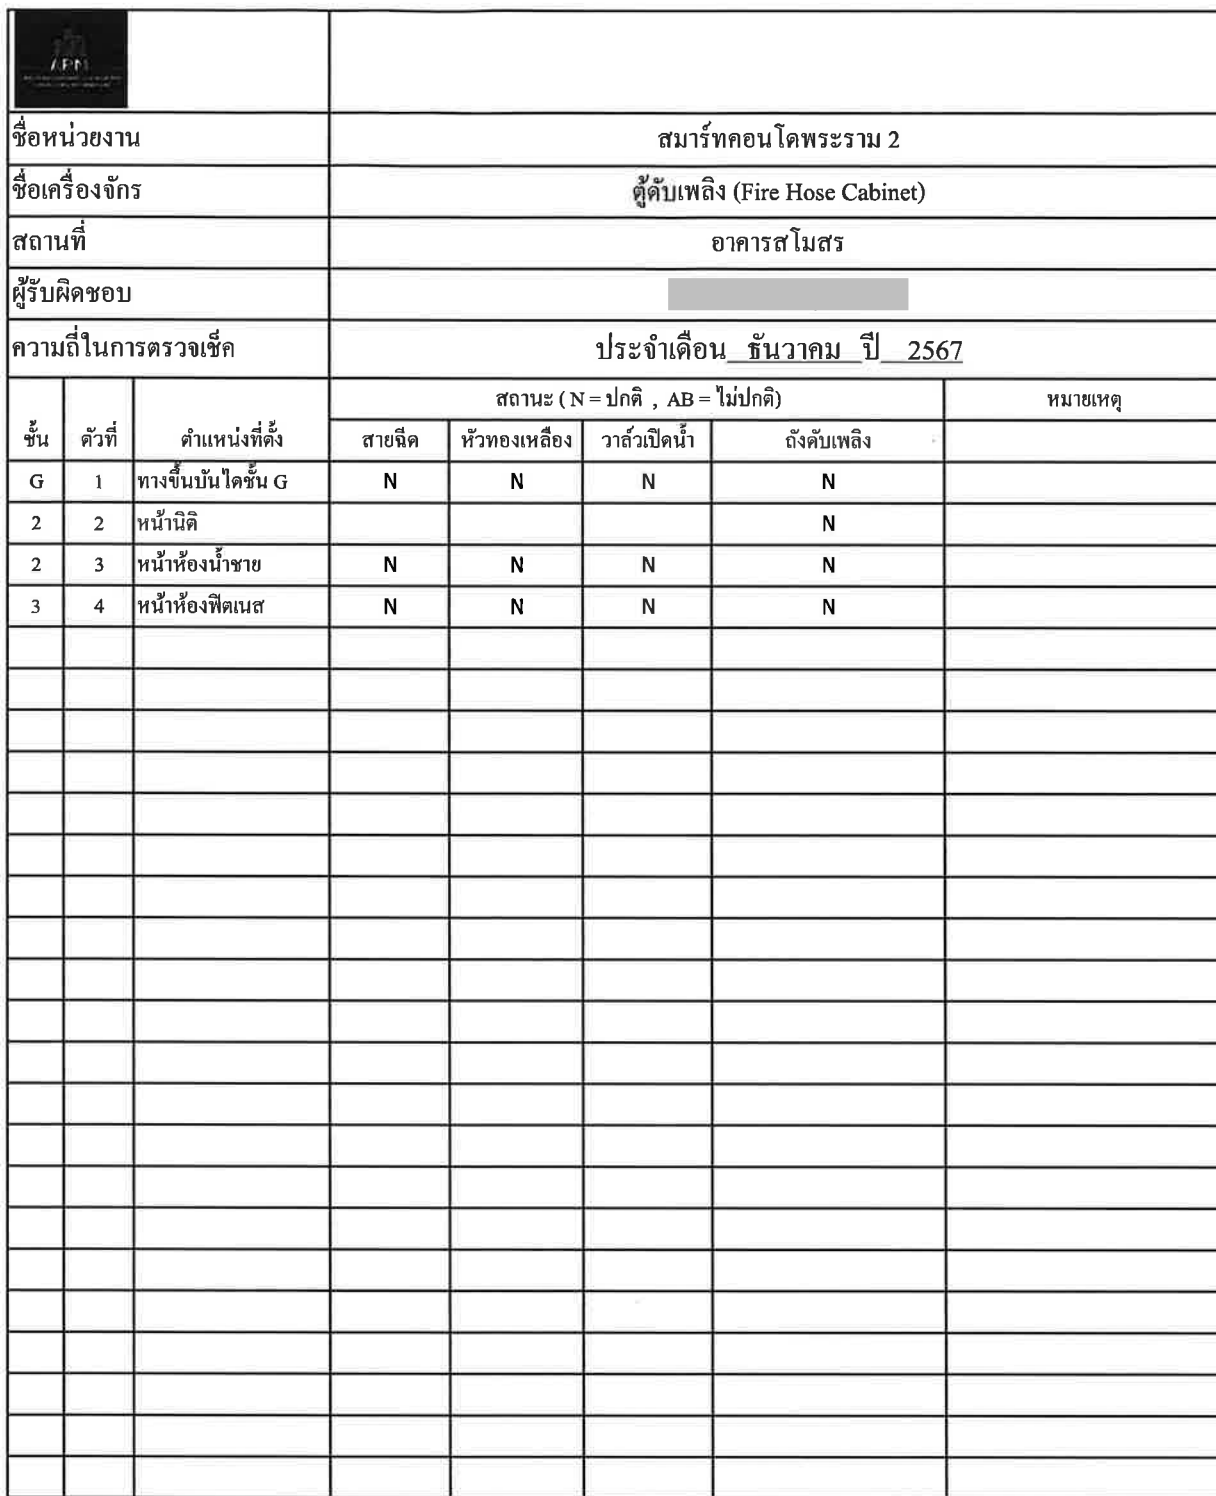 APM
ชื่อหน่วยงาน สมาร์ทคอนโดพระราม 2
ชื่อเครื่องจักร ตู้ดับเพลิง (Fire Hose Cabinet)
สถานที่ อาคารสโมสร
ผู้รับผิดชอบ
ความถี่ในการตรวจเช็ค ประจำเดือน ธันวาคม ปี 2567
สถานะ ( N = ปกติ , AB = ไม่ปกติ) หมายเหตุ
ชั้น ตัวที่ ตำแหน่งที่ตั้ง สายฉีด หัวทองเหลือง วาล์วเปิดน้ำ ถังดับเพลิง
G 1 ทางขึ้นบันไดชั้น G N N N N
2 2 หน้านิติ N
2 3 หน้าห้องน้ำชาย N N N N
3 4 หน้าห้องฟิตเนส N N N N